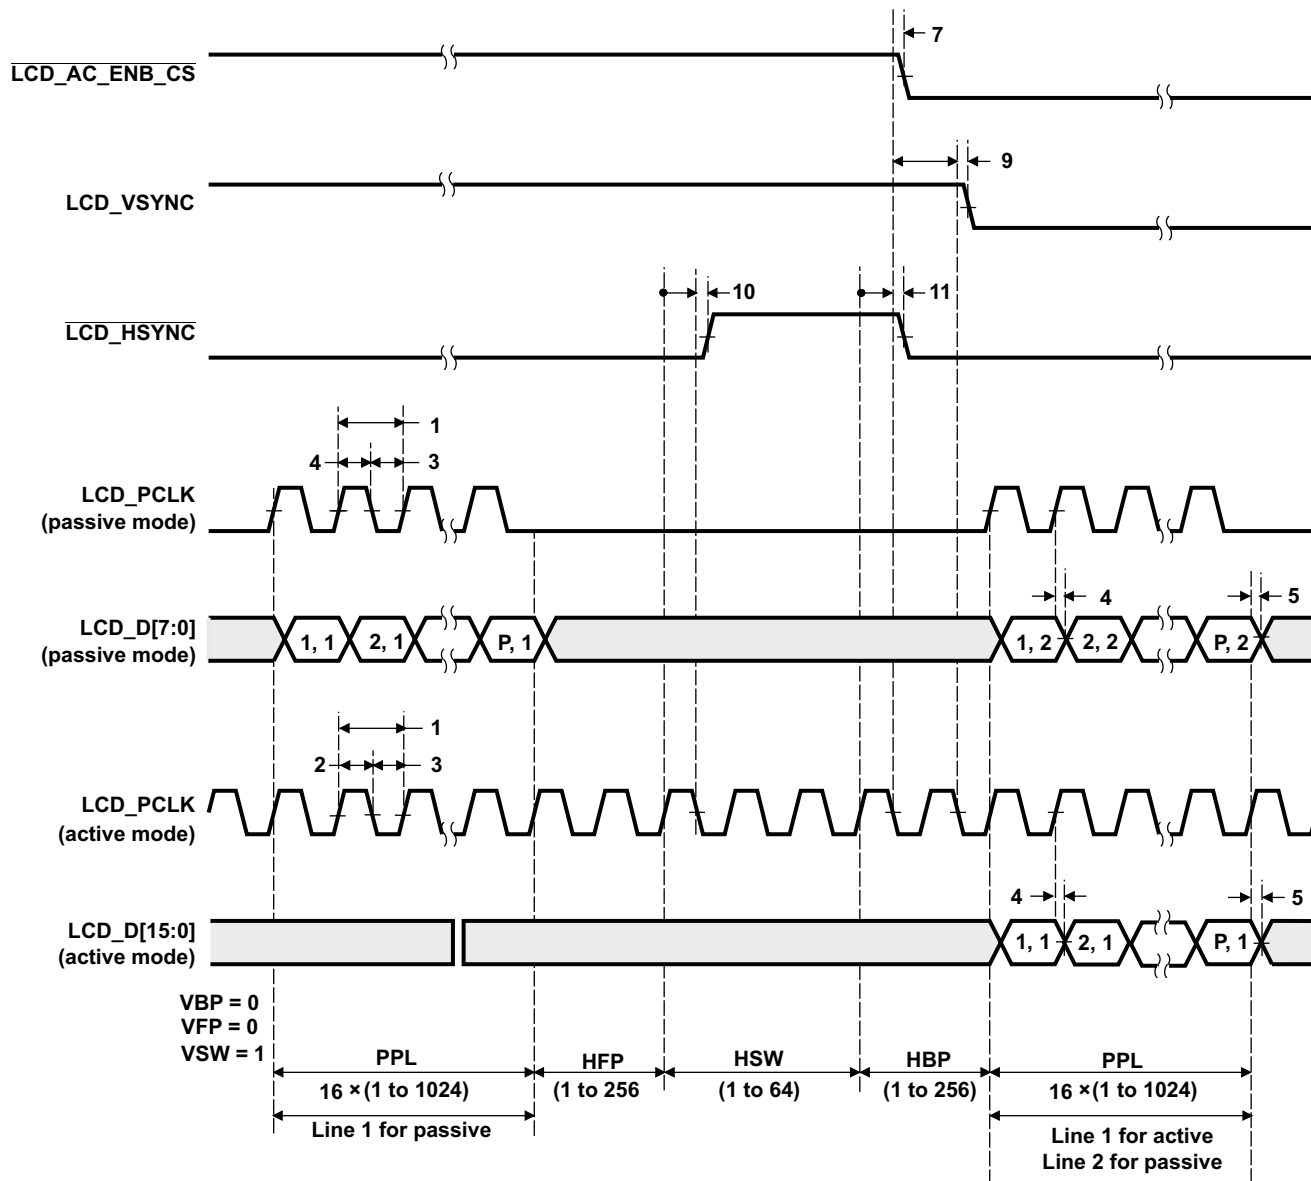 7
LCD_AC_ENB_CS
9
LCD_VSYNC
10
11
LCD_HSYNC
1
4
3
LCD_PCLK
(passive mode)
4
5
LCD_D[7:0]
(passive mode)
1, 1
2, 1
P, 1
1, 2
2, 2
P, 2
1
2
3
LCD_PCLK
(active mode)
4
5
LCD_D[15:0]
(active mode)
1, 1
2, 1
P, 1
VBP = 0
VFP = 0
VSW = 1
PPL
HFP
HSW
HBP
PPL
16 × (1 to 1024)
(1 to 256
(1 to 64)
(1 to 256)
16 × (1 to 1024)
Line 1 for passive
Line 1 for active
Line 2 for passive